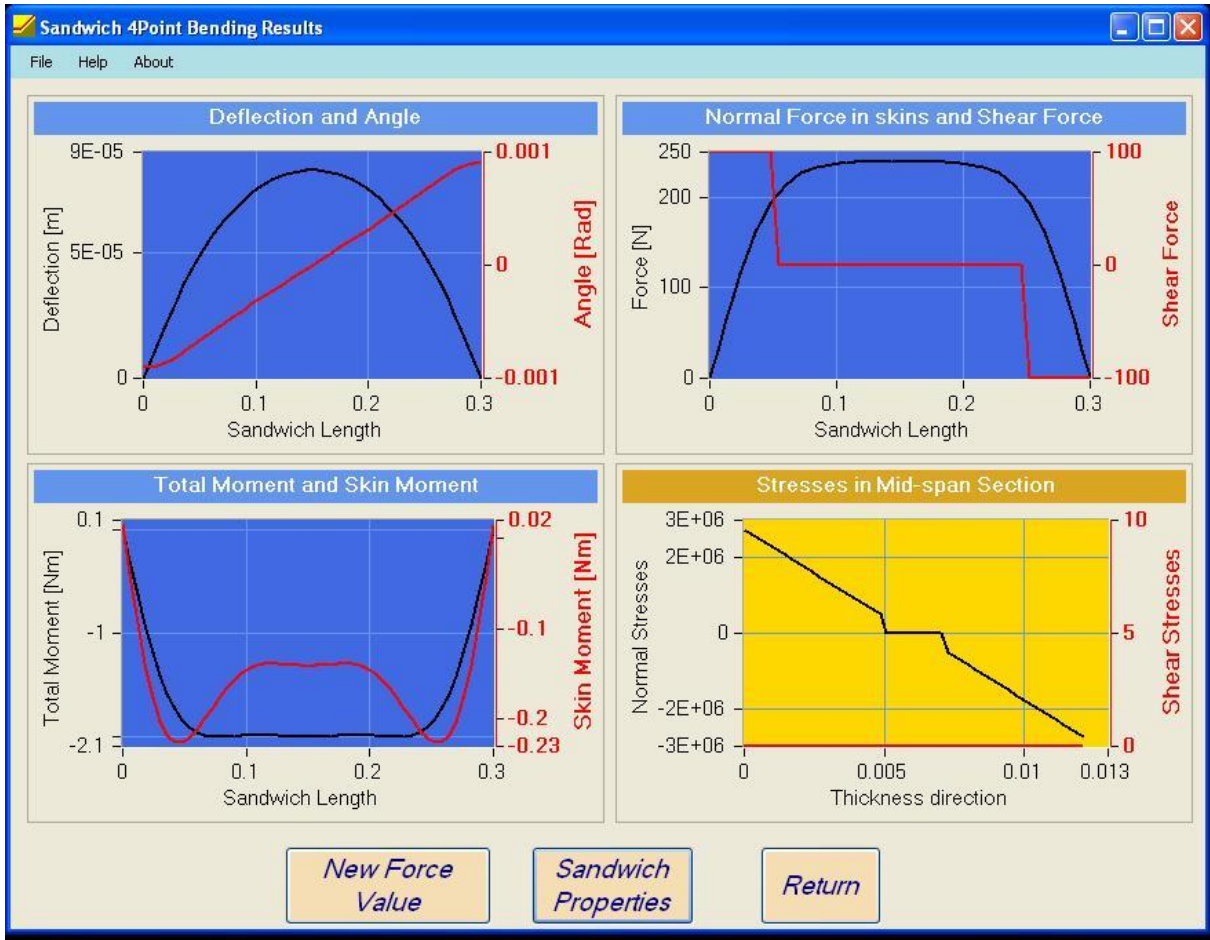 Sandwich 4Point Bending Results
File Help About
Deflection and Angle
9E-05
5E-05
0
Deflection [m]
0.001
0
-0.001
Angle [Rad]
0 0.1 0.2 0.3
Sandwich Length
Normal Force in skins and Shear Force
250
200
100
0
Force [N]
100
0
-100
Shear Force
0 0.1 0.2 0.3
Sandwich Length
Total Moment and Skin Moment
0.1
-1
-2.1
Total Moment [Nm]
0.02
-0.1
-0.2
-0.23
Skin Moment [Nm]
0 0.1 0.2 0.3
Sandwich Length
Stresses in Mid-span Section
3E+06
2E+06
0
-2E+06
-3E+06
Normal Stresses
10
5
0
Shear Stresses
0 0.005 0.01 0.013
Thickness direction
New Force
Value
Sandwich
Properties
Return